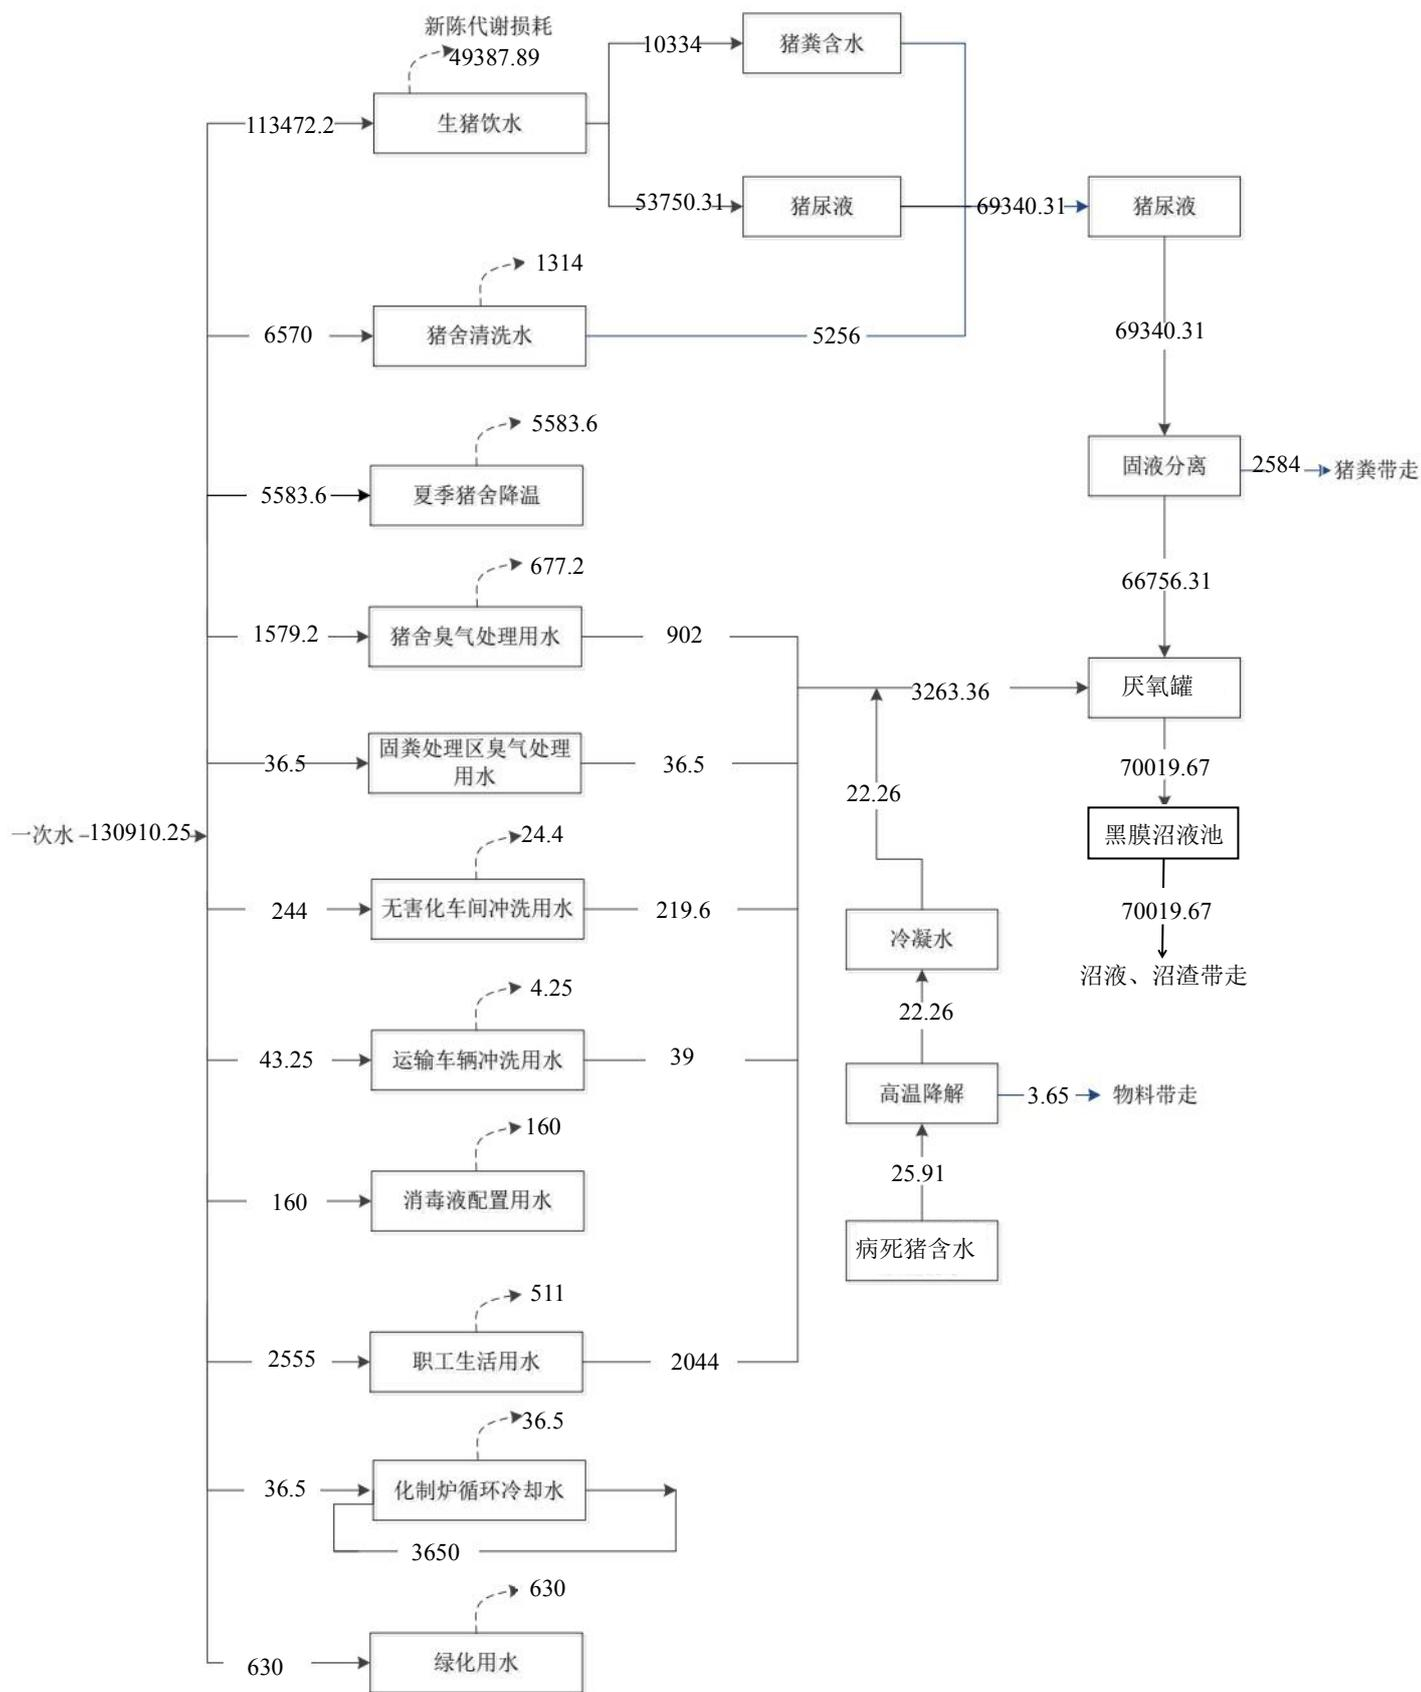 新陈代谢损耗
49387.89
10334
猪粪含水
113472.2
生猪饮水
53750.31
猪尿液
69340.31
猪尿液
1314
6570
猪舍清洗水
5256
69340.31
5583.6
5583.6
夏季猪舍降温
固液分离
2584
猪粪带走
677.2
66756.31
1579.2
猪舍臭气处理用水
902
3263.36
厌氧罐
36.5
固粪处理区臭气处理
用水
36.5
22.26
70019.67
一次水
130910.25
24.4
黑膜沼液池
244
无害化车间冲洗用水
219.6
冷凝水
70019.67
沼液、沼渣带走
4.25
22.26
43.25
运输车辆冲洗用水
39
高温降解
3.65
物料带走
160
25.91
160
消毒液配置用水
病死猪含水
511
2555
职工生活用水
2044
36.5
36.5
化制炉循环冷却水
3650
630
630
绿化用水